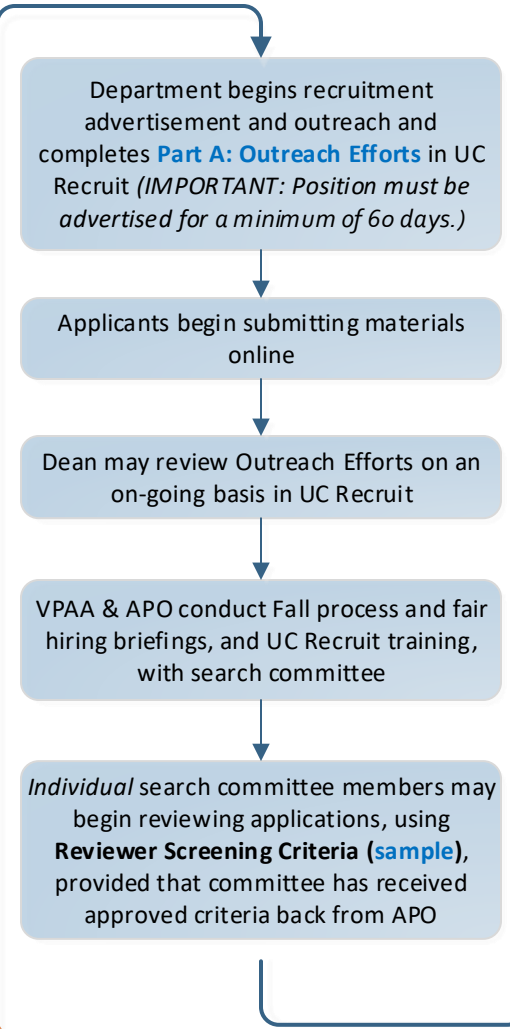 Department begins recruitment
advertisement and outreach and
completes Part A: Outreach Efforts in UC
Recruit (IMPORTANT: Position must be
advertised for a minimum of 60 days.)
Applicants begin submitting materials
online
Dean may review Outreach Efforts on an
on-going basis in UC Recruit
VPAA & APO conduct Fall process and fair
hiring briefings, and UC Recruit training,
with search committee
Individual search committee members may
begin reviewing applications, using
Reviewer Screening Criteria (sample),
provided that committee has received
approved criteria back from APO